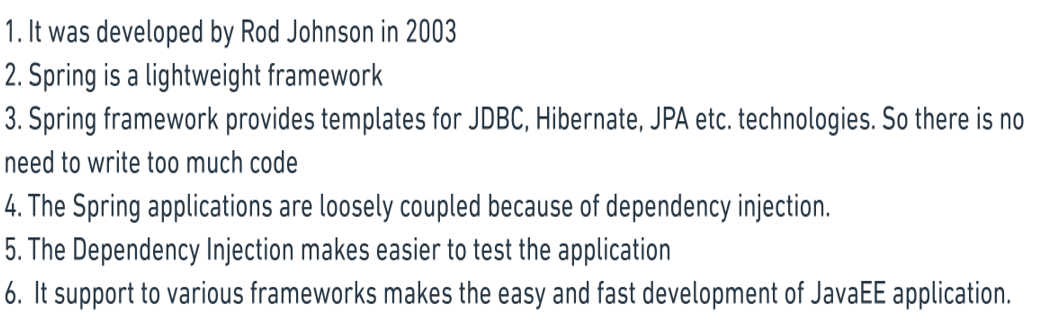 1. It was developed by Rod Johnson in 2003
2. Spring is a lightweight framework
3. Spring framework provides templates for JDBC, Hibernate, JPA etc. technologies. So there is no
need to write too much code
4. The Spring applications are loosely coupled because of dependency injection.
5. The Dependency Injection makes easier to test the application
6.  It support to various frameworks makes the easy and fast development of JavaEE application.